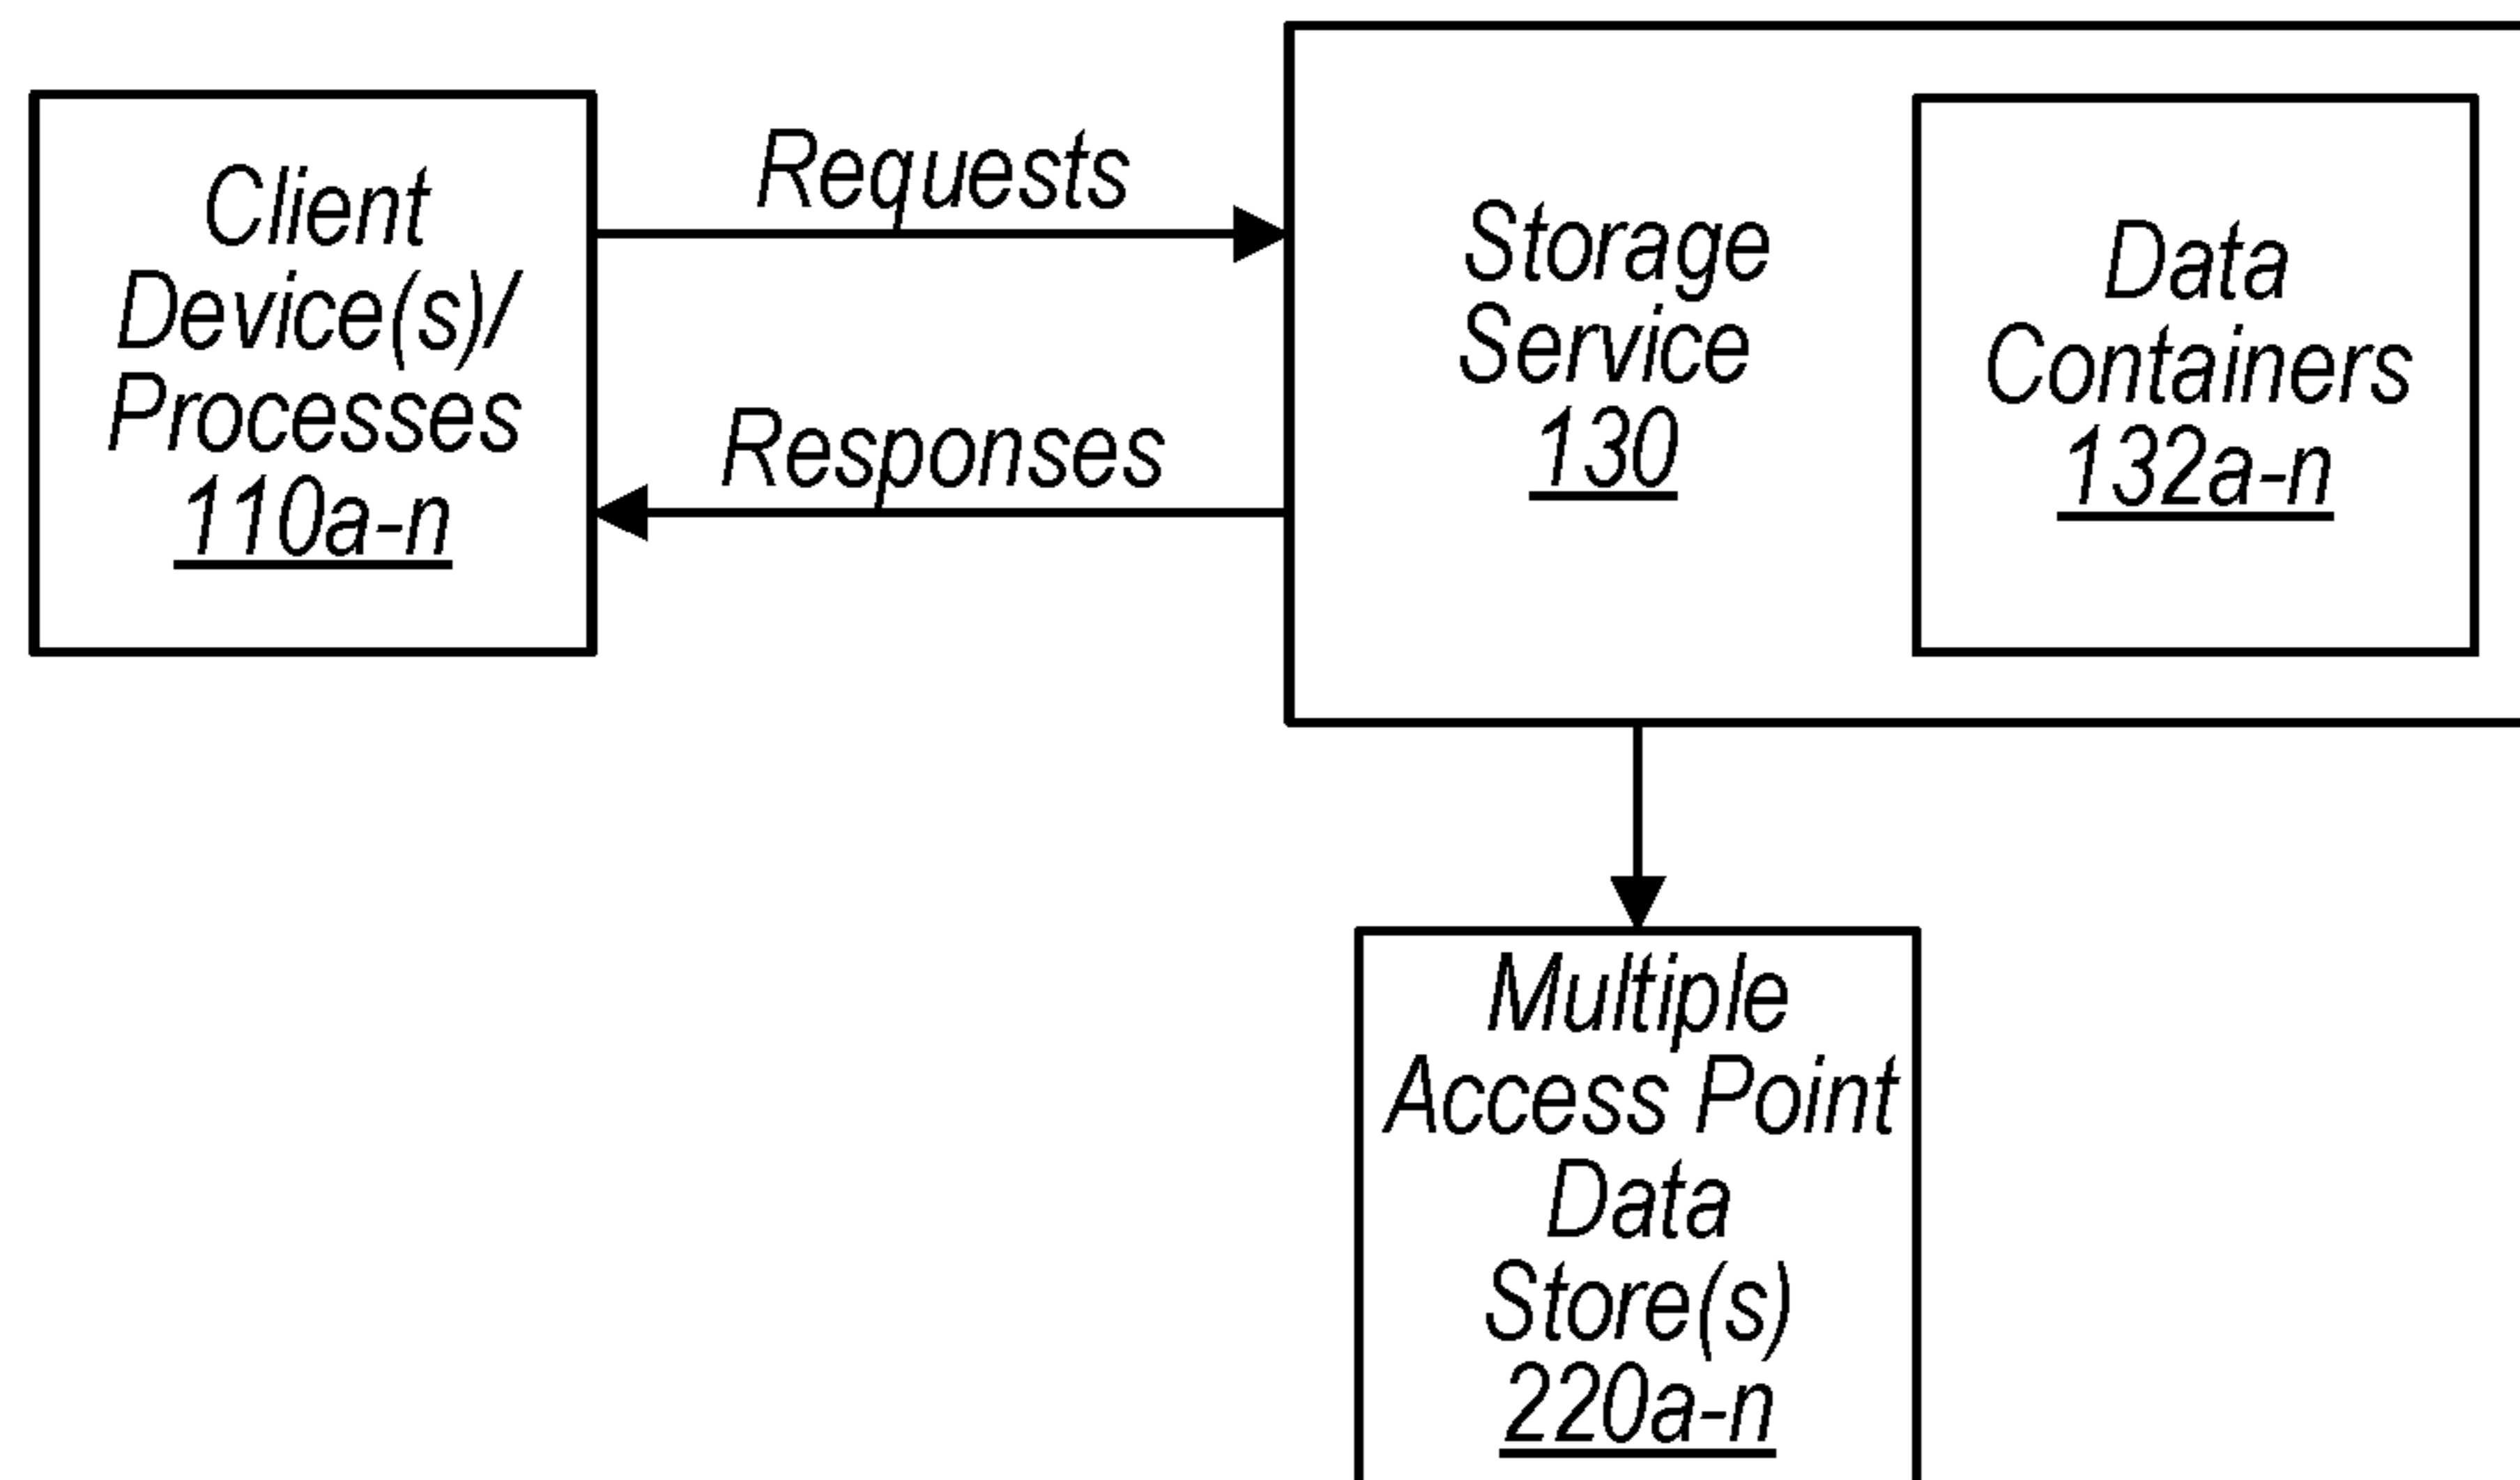 Client
Device(s)/
Processes
110a-n
Requests
Responses
Storage
Service
130
Data
Containers
132a-n
Multiple
Access Point
Data
Store(s)
220a-n